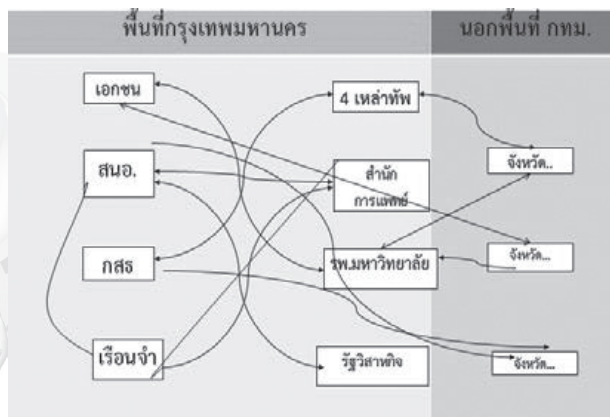 พื้นที่กรุงเทพมหานคร
นอกพื้นที่ กทม.
เอกชน
4 เหล่าทัพ
สนอ.
สำนัก
การแพทย์
จังหวัด..
กสธ
รพ.มหาวิทยาลัย
จังหวัด...
เรือนจำ
รัฐวิสาหกิจ
จังหวัด...